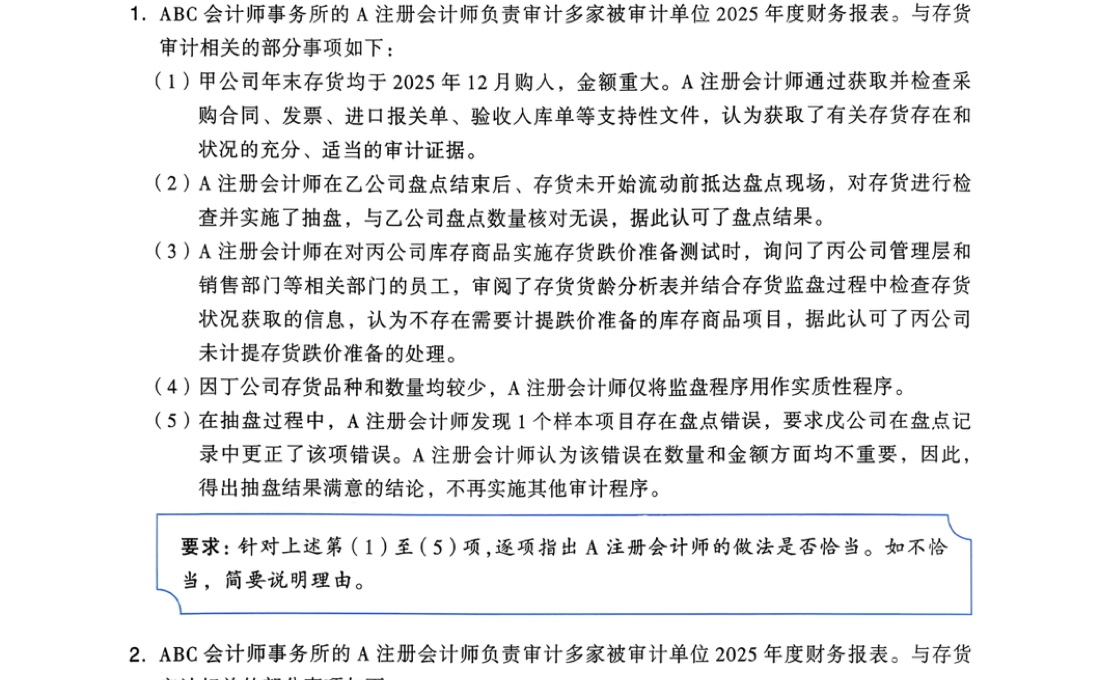 1. ABC 会计师事务所的 A 注册会计师负责审计多家被审计单位 2025 年度财务报表。与存货
审计相关的部分事项如下：
（1）甲公司年末存货均于 2025 年 12 月购入，金额重大。A 注册会计师通过获取并检查采
购合同、发票、进口报关单、验收入库单等支持性文件，认为获取了有关存货存在和
状况的充分、适当的审计证据。
（2）A 注册会计师在乙公司盘点结束后、存货未开始流动前抵达盘点现场，对存货进行检
查并实施了抽盘，与乙公司盘点数量核对无误，据此认可了盘点结果。
（3）A 注册会计师在对丙公司库存商品实施存货跌价准备测试时，询问了丙公司管理层和
销售部门等相关部门的员工，审阅了存货货龄分析表并结合存货监盘过程中检查存货
状况获取的信息，认为不存在需要计提跌价准备的库存商品项目，据此认可了丙公司
未计提存货跌价准备的处理。
（4）因丁公司存货品种和数量均较少，A 注册会计师仅将监盘程序用作实质性程序。
（5）在抽盘过程中，A 注册会计师发现 1 个样本项目存在盘点错误，要求戊公司在盘点记
录中更正了该项错误。A 注册会计师认为该错误在数量和金额方面均不重要，因此，
得出抽盘结果满意的结论，不再实施其他审计程序。
要求：针对上述第（1）至（5）项，逐项指出 A 注册会计师的做法是否恰当。如不恰
当，简要说明理由。
2. ABC 会计师事务所的 A 注册会计师负责审计多家被审计单位 2025 年度财务报表。与存货